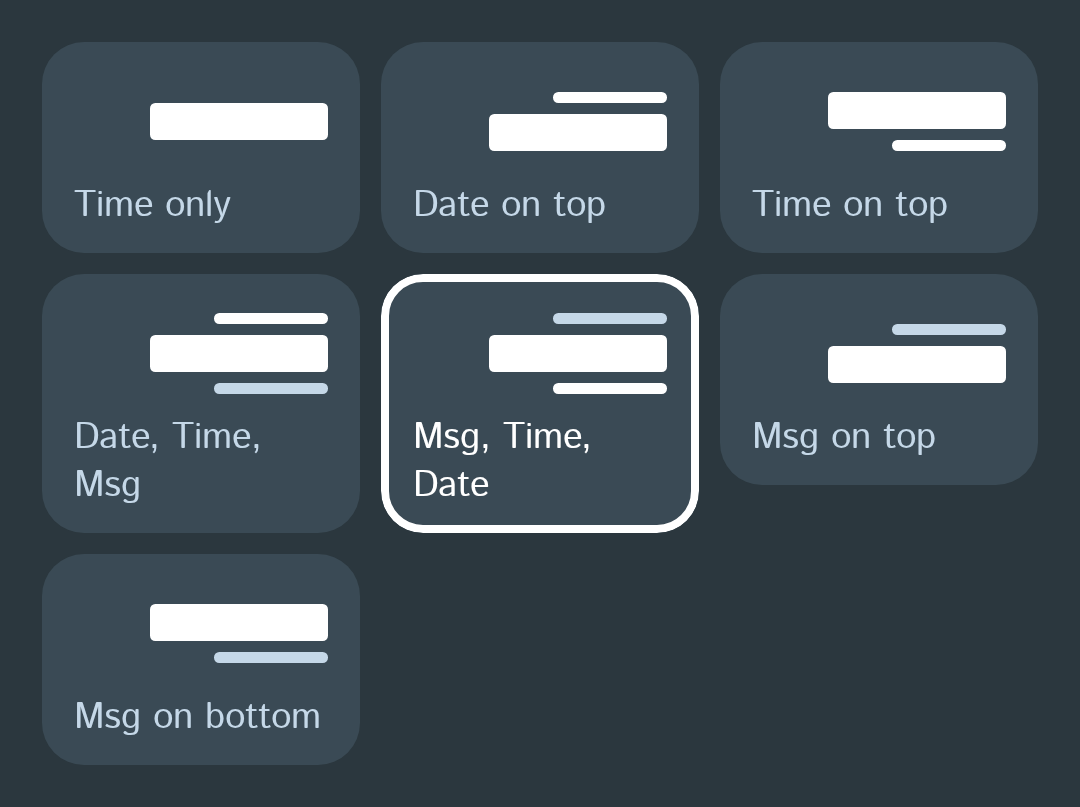 Time only
Date on top
Time on top
Date, Time,
Msg
Msg, Time,
Date
Msg on top
Msg on bottom